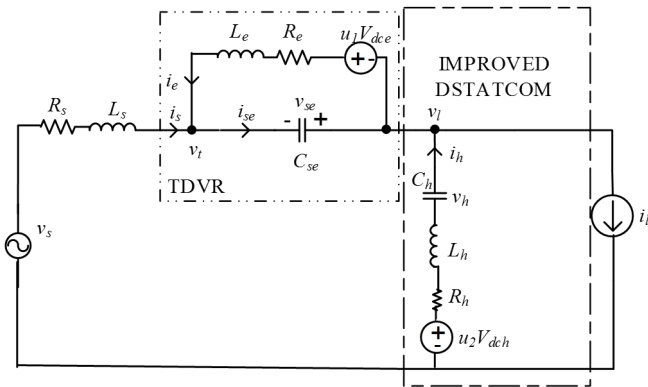 L_e
R_e
u_1V_dce
+ -
IMPROVED
DSTATCOM
i_e
R_s
L_s
i_s
i_se
v_se
- +
v_l
v_t
C_se
i_h
TDVR
C_h
v_h
i_l
v_s
L_h
R_h
+
-
u_2V_dch